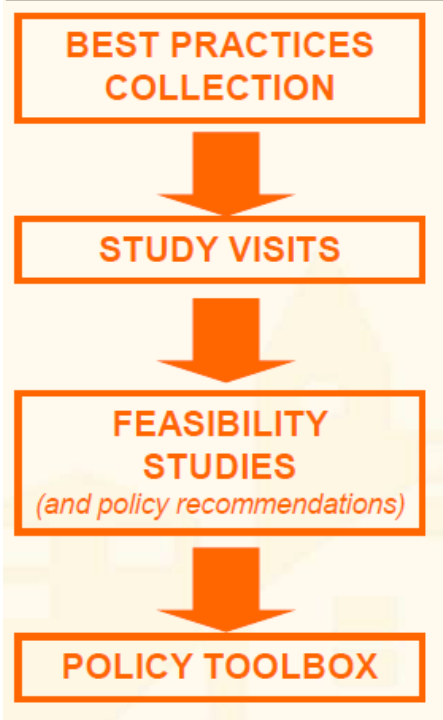 BEST PRACTICES
COLLECTION
STUDY VISITS
FEASIBILITY
STUDIES
(and policy recommendations)
POLICY TOOLBOX